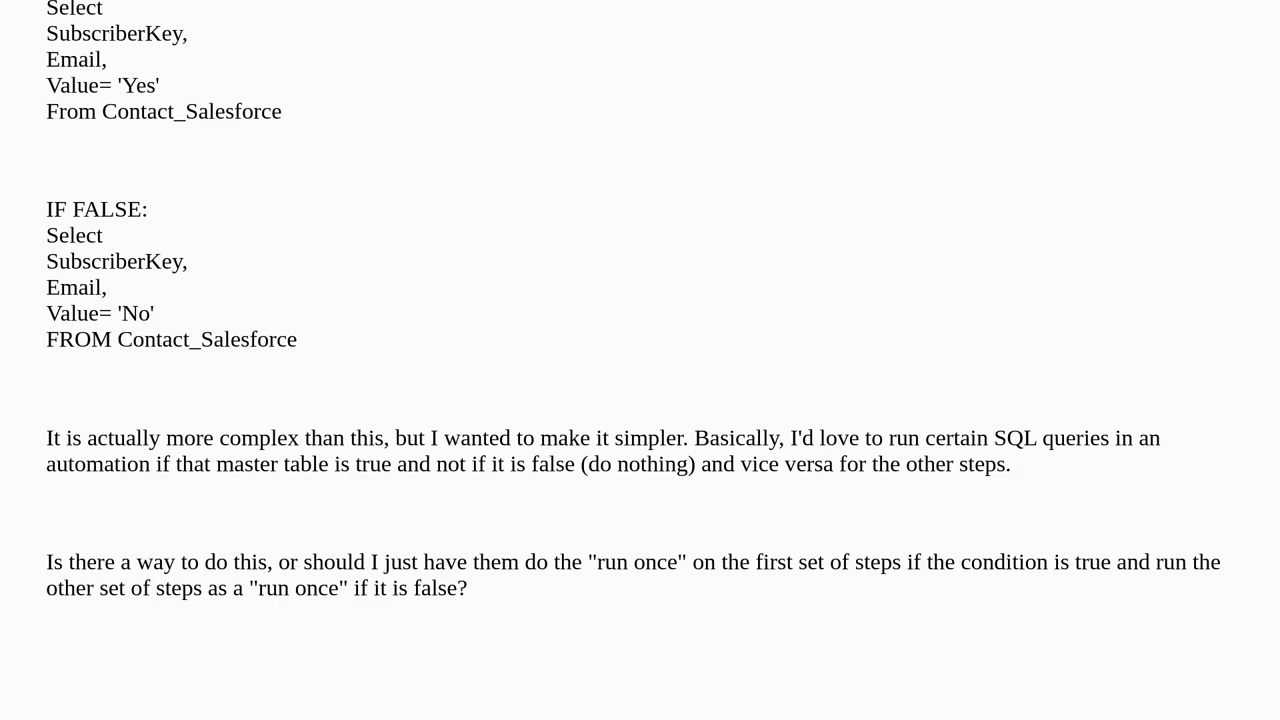 Select
SubscriberKey,
Email,
Value= 'Yes'
From Contact_Salesforce
IF FALSE:
Select
SubscriberKey,
Email,
Value= 'No'
FROM Contact_Salesforce
It is actually more complex than this, but I wanted to make it simpler. Basically, I'd love to run certain SQL queries in an
automation if that master table is true and not if it is false (do nothing) and vice versa for the other steps.
Is there a way to do this, or should I just have them do the "run once" on the first set of steps if the condition is true and run the
other set of steps as a "run once" if it is false?